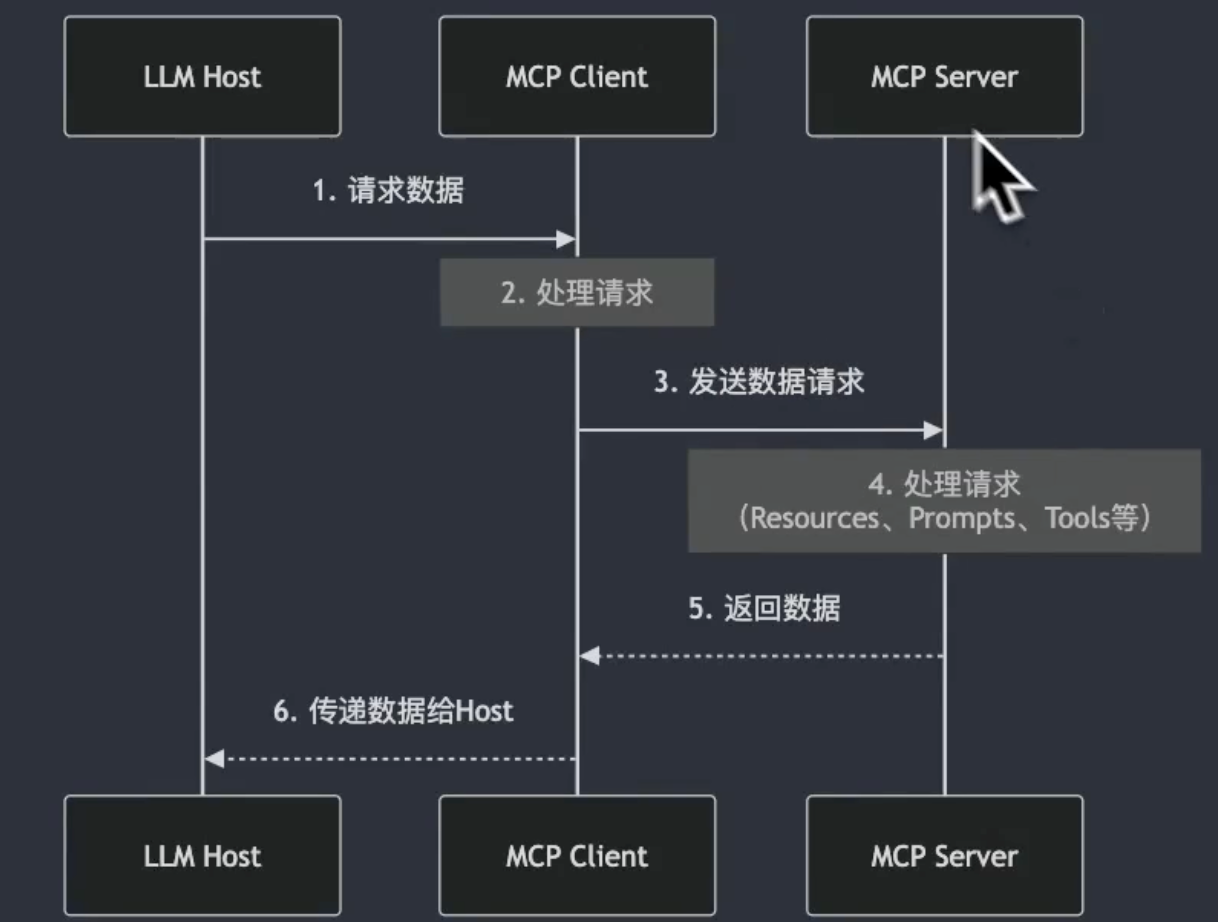 LLM Host
MCP Client
MCP Server
1. 请求数据
2. 处理请求
3. 发送数据请求
4. 处理请求
（Resources、Prompts、Tools等）
5. 返回数据
6. 传递数据给Host
LLM Host
MCP Client
MCP Server